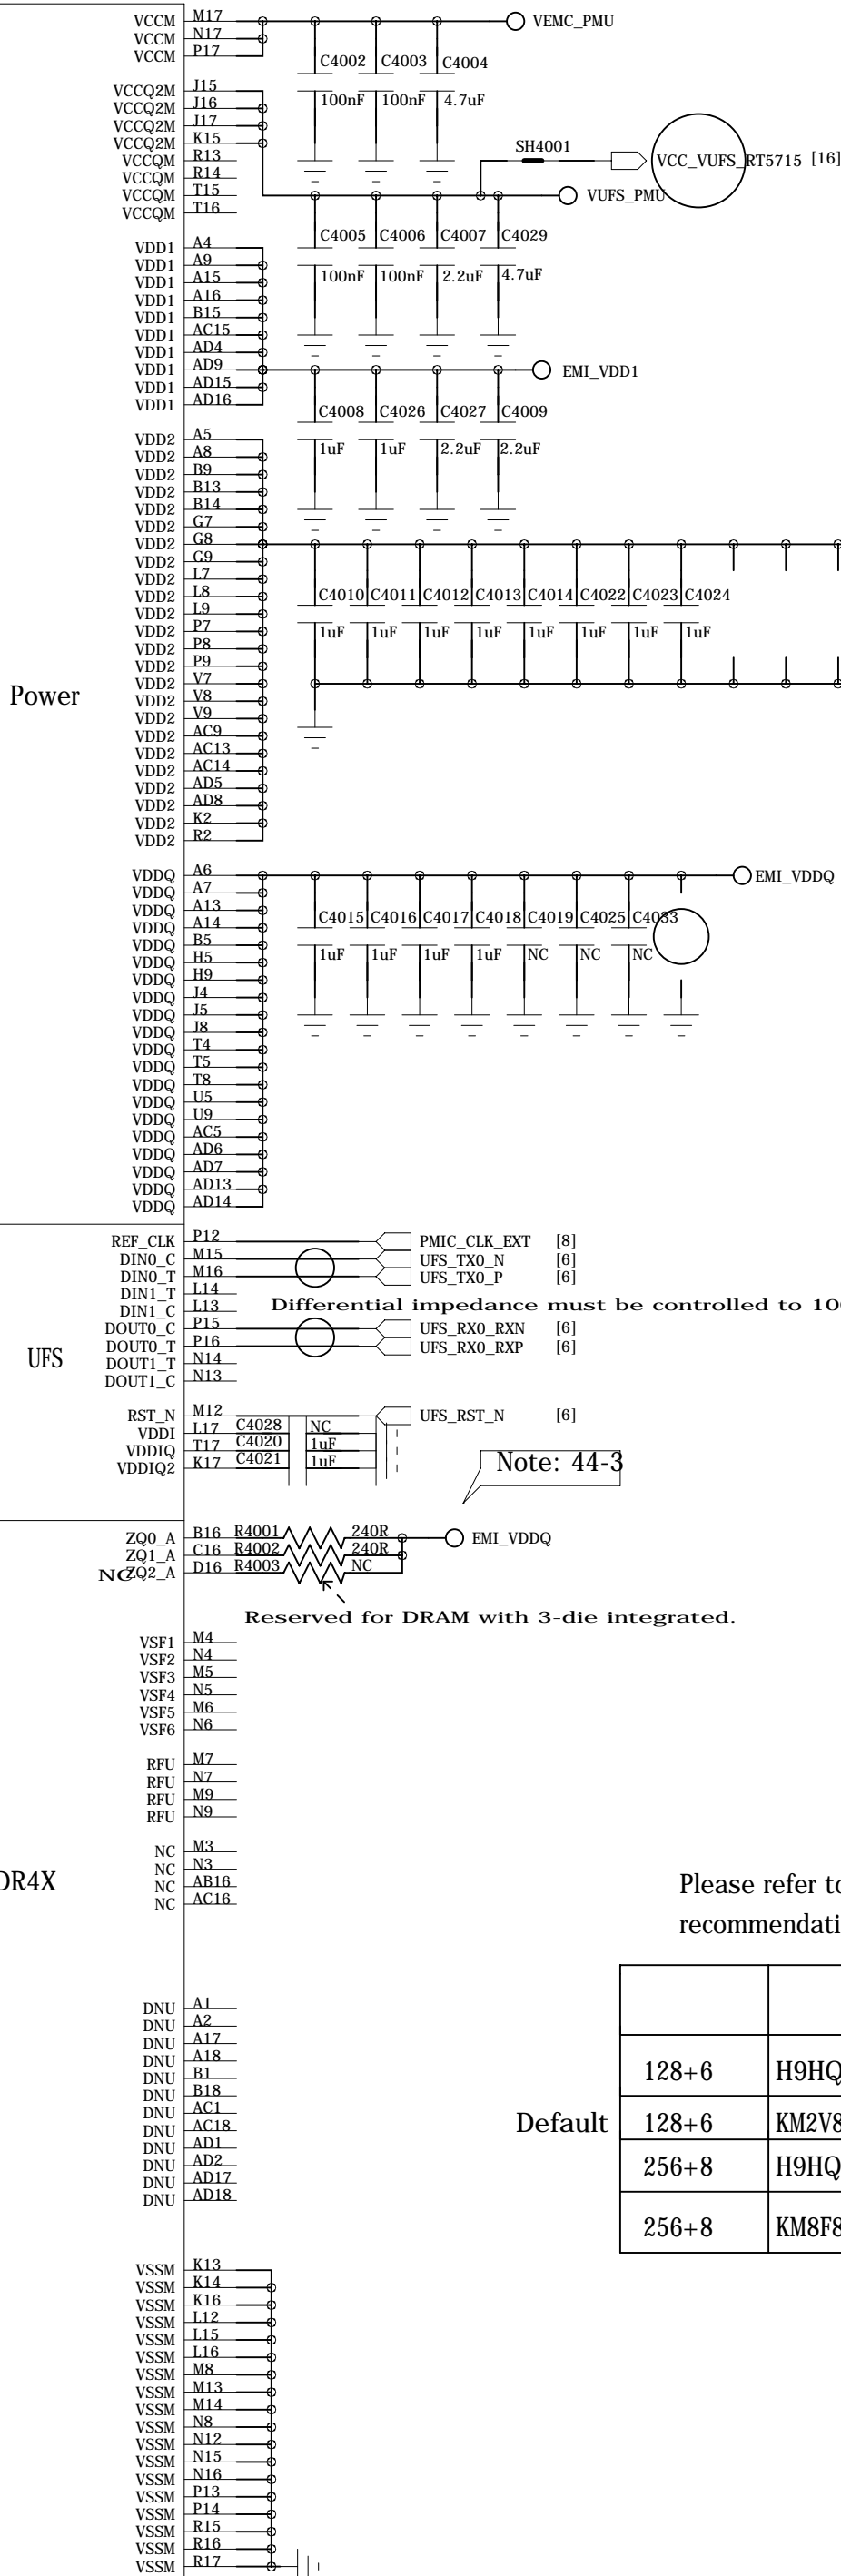 VCCM M17 VEMC_PMU
VCCM N17
VCCM P17
C4002 C4003 C4004
100nF 100nF 4.7uF
VCCQ2M J15
VCCQ2M J16
VCCQ2M J17
VCCQ2M K15
VCCQM R13
VCCQM R14
VCCQM T15
VCCQM T16
SH4001 VCC_VUFS_RT5715 [16]
VUFS_PMU
C4005 C4006 C4007 C4029
100nF 100nF 2.2uF 4.7uF
VDD1 A4
VDD1 A9
VDD1 A15
VDD1 A16
VDD1 B15
VDD1 AC15
VDD1 AD4
VDD1 AD9 EMI_VDD1
VDD1 AD15
VDD1 AD16
C4008 C4026 C4027 C4009
1uF 1uF 2.2uF 2.2uF
VDD2 A5
VDD2 A8
VDD2 B9
VDD2 B13
VDD2 B14
VDD2 G7
VDD2 G8
VDD2 G9
VDD2 L7
VDD2 L8
VDD2 L9
VDD2 P7
VDD2 P8
VDD2 P9
VDD2 V7
VDD2 V8
VDD2 V9
VDD2 AC9
VDD2 AC13
VDD2 AC14
VDD2 AD5
VDD2 AD8
VDD2 K2
VDD2 R2
C4010 C4011 C4012 C4013 C4014 C4022 C4023 C4024
1uF 1uF 1uF 1uF 1uF 1uF 1uF 1uF
Power
VDDQ A6 EMI_VDDQ
VDDQ A7
VDDQ A13
VDDQ A14
VDDQ B5
VDDQ H5
VDDQ H9
VDDQ J4
VDDQ J5
VDDQ J8
VDDQ T4
VDDQ T5
VDDQ T8
VDDQ U5
VDDQ U9
VDDQ AC5
VDDQ AD6
VDDQ AD7
VDDQ AD13
VDDQ AD14
C4015 C4016 C4017 C4018 C4019 C4025 C4033
1uF 1uF 1uF 1uF NC NC NC
REF_CLK P12 PMIC_CLK_EXT [8]
DIN0_C M15 UFS_TX0_N [6]
DIN0_T M16 UFS_TX0_P [6]
DIN1_T L14
DIN1_C L13
Differential impedance must be controlled to 10
DOUT0_C P15 UFS_RX0_RXN [6]
DOUT0_T P16 UFS_RX0_RXP [6]
DOUT1_T N14
DOUT1_C N13
UFS
RST_N M12 UFS_RST_N [6]
VDDI L17 C4028 NC
VDDIQ T17 C4020 1uF
VDDIQ2 K17 C4021 1uF
Note: 44-3
ZQ0_A B16 R4001 240R EMI_VDDQ
ZQ1_A C16 R4002 240R
NC ZQ2_A D16 R4003 NC
Reserved for DRAM with 3-die integrated.
VSF1 M4
VSF2 N4
VSF3 M5
VSF4 N5
VSF5 M6
VSF6 N6
RFU M7
RFU N7
RFU M9
RFU N9
NC M3
NC N3
NC AB16
NC AC16
DR4X
Please refer to
recommendati
DNU A1
DNU A2
DNU A17
DNU A18
DNU B1
DNU B18
DNU AC1
DNU AC18
DNU AD1
DNU AD2
DNU AD17
DNU AD18
128+6 H9HQ
Default 128+6 KM2V8
256+8 H9HQ
256+8 KM8F8
VSSM K13
VSSM K14
VSSM K16
VSSM L12
VSSM L15
VSSM L16
VSSM M8
VSSM M13
VSSM M14
VSSM N8
VSSM N12
VSSM N15
VSSM N16
VSSM P13
VSSM P14
VSSM R15
VSSM R16
VSSM R17